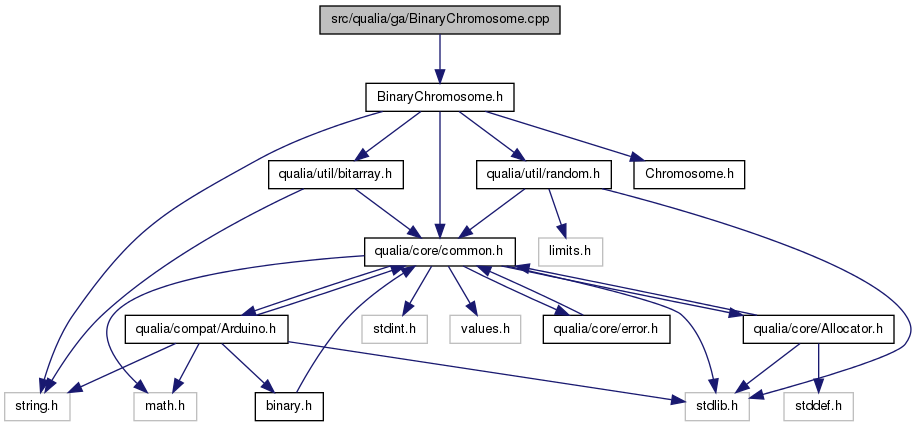 src/qualia/ga/BinaryChromosome.cpp
BinaryChromosome.h
qualia/util/bitarray.h
qualia/util/random.h
Chromosome.h
qualia/core/common.h
limits.h
qualia/compat/Arduino.h
stdint.h
values.h
qualia/core/error.h
qualia/core/Allocator.h
string.h
math.h
binary.h
stdlib.h
stddef.h